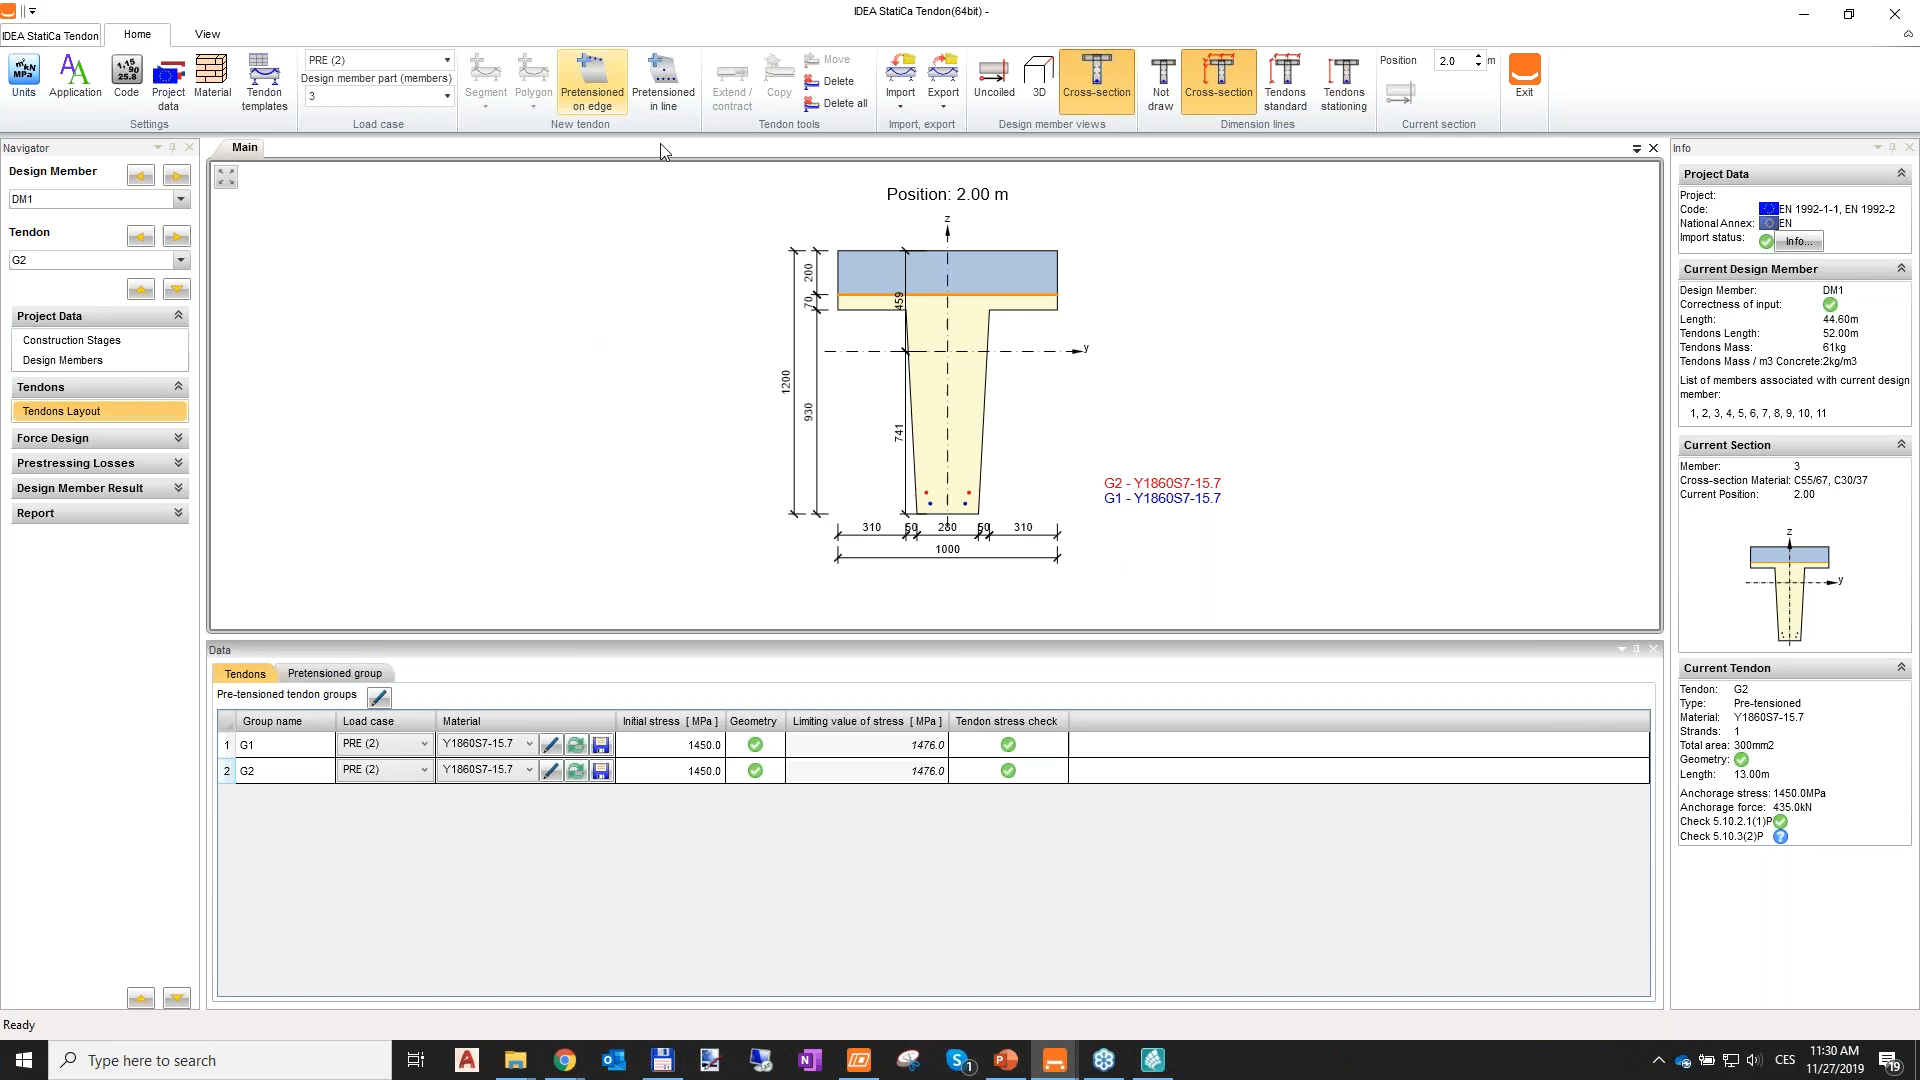 IDEA StatiCa Tendon(64bit) -
IDEA StatiCa Tendon
Home
View
Units
Application
Code
Project data
Material
Tendon templates
Settings
PRE (2)
Design member part (members)
3
Load case
Segment
Polygon
Pretensioned on edge
Pretensioned in line
New tendon
Extend / contract
Copy
Move
Delete
Delete all
Tendon tools
Import
Export
Import, export
Uncoiled
3D
Cross-section
Design member views
Not draw
Cross-section
Tendons standard
Tendons stationing
Dimension lines
Position
2.0
m
Current section
Exit
Navigator
Design Member
DM1
Tendon
G2
Project Data
Construction Stages
Design Members
Tendons
Tendons Layout
Force Design
Prestressing Losses
Design Member Result
Report
Main
Position: 2.00 m
z
y
200
70
459
1200
930
741
310
50
280
50
310
1000
G2 - Y1860S7-15.7
G1 - Y1860S7-15.7
Data
Tendons
Pretensioned group
Pre-tensioned tendon groups
Group name Load case Material Initial stress [ MPa ] Geometry Limiting value of stress [ MPa ] Tendon stress check
1 G1 PRE (2) Y1860S7-15.7 1450.0 1476.0
2 G2 PRE (2) Y1860S7-15.7 1450.0 1476.0
Info
Project Data
Project:
Code: EN 1992-1-1, EN 1992-2
National Annex: EN
Import status: Info...
Current Design Member
Design Member: DM1
Correctness of input:
Length: 44.60m
Tendons Length: 52.00m
Tendons Mass: 61kg
Tendons Mass / m3 Concrete:2kg/m3
List of members associated with current design
member:
1, 2, 3, 4, 5, 6, 7, 8, 9, 10, 11
Current Section
Member: 3
Cross-section Material: C55/67, C30/37
Current Position: 2.00
z
y
Current Tendon
Tendon: G2
Type: Pre-tensioned
Material: Y1860S7-15.7
Strands: 1
Total area: 300mm2
Geometry:
Length: 13.00m
Anchorage stress: 1450.0MPa
Anchorage force: 435.0kN
Check 5.10.2.1(1)P
Check 5.10.3(2)P
Ready
Type here to search
CES
11:30 AM
11/27/2019
19